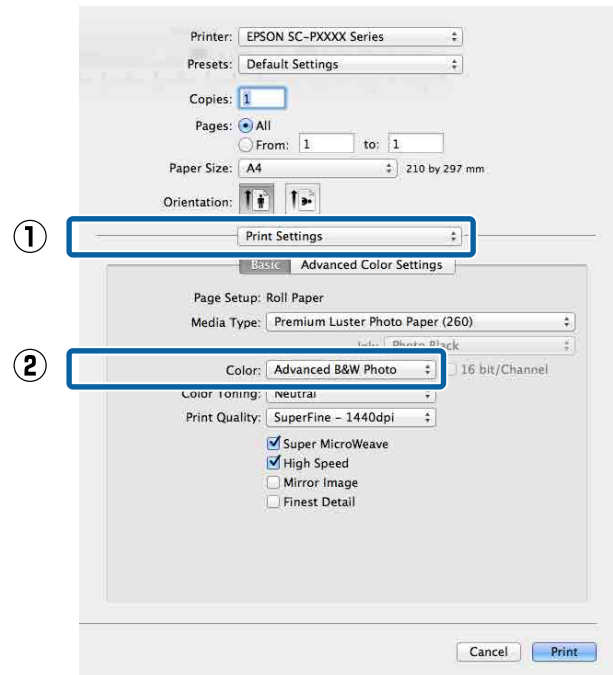 Printer: EPSON SC-PXXXX Series
Presets: Default Settings
Copies: 1
Pages: All
From: 1 to: 1
Paper Size: A4 210 by 297 mm
Orientation:
1
Print Settings
Basic Advanced Color Settings
Page Setup: Roll Paper
Media Type: Premium Luster Photo Paper (260)
Ink: Photo Black
2
Color: Advanced B&W Photo 16 bit/Channel
Color Toning: Neutral
Print Quality: SuperFine - 1440dpi
Super MicroWeave
High Speed
Mirror Image
Finest Detail
Cancel Print